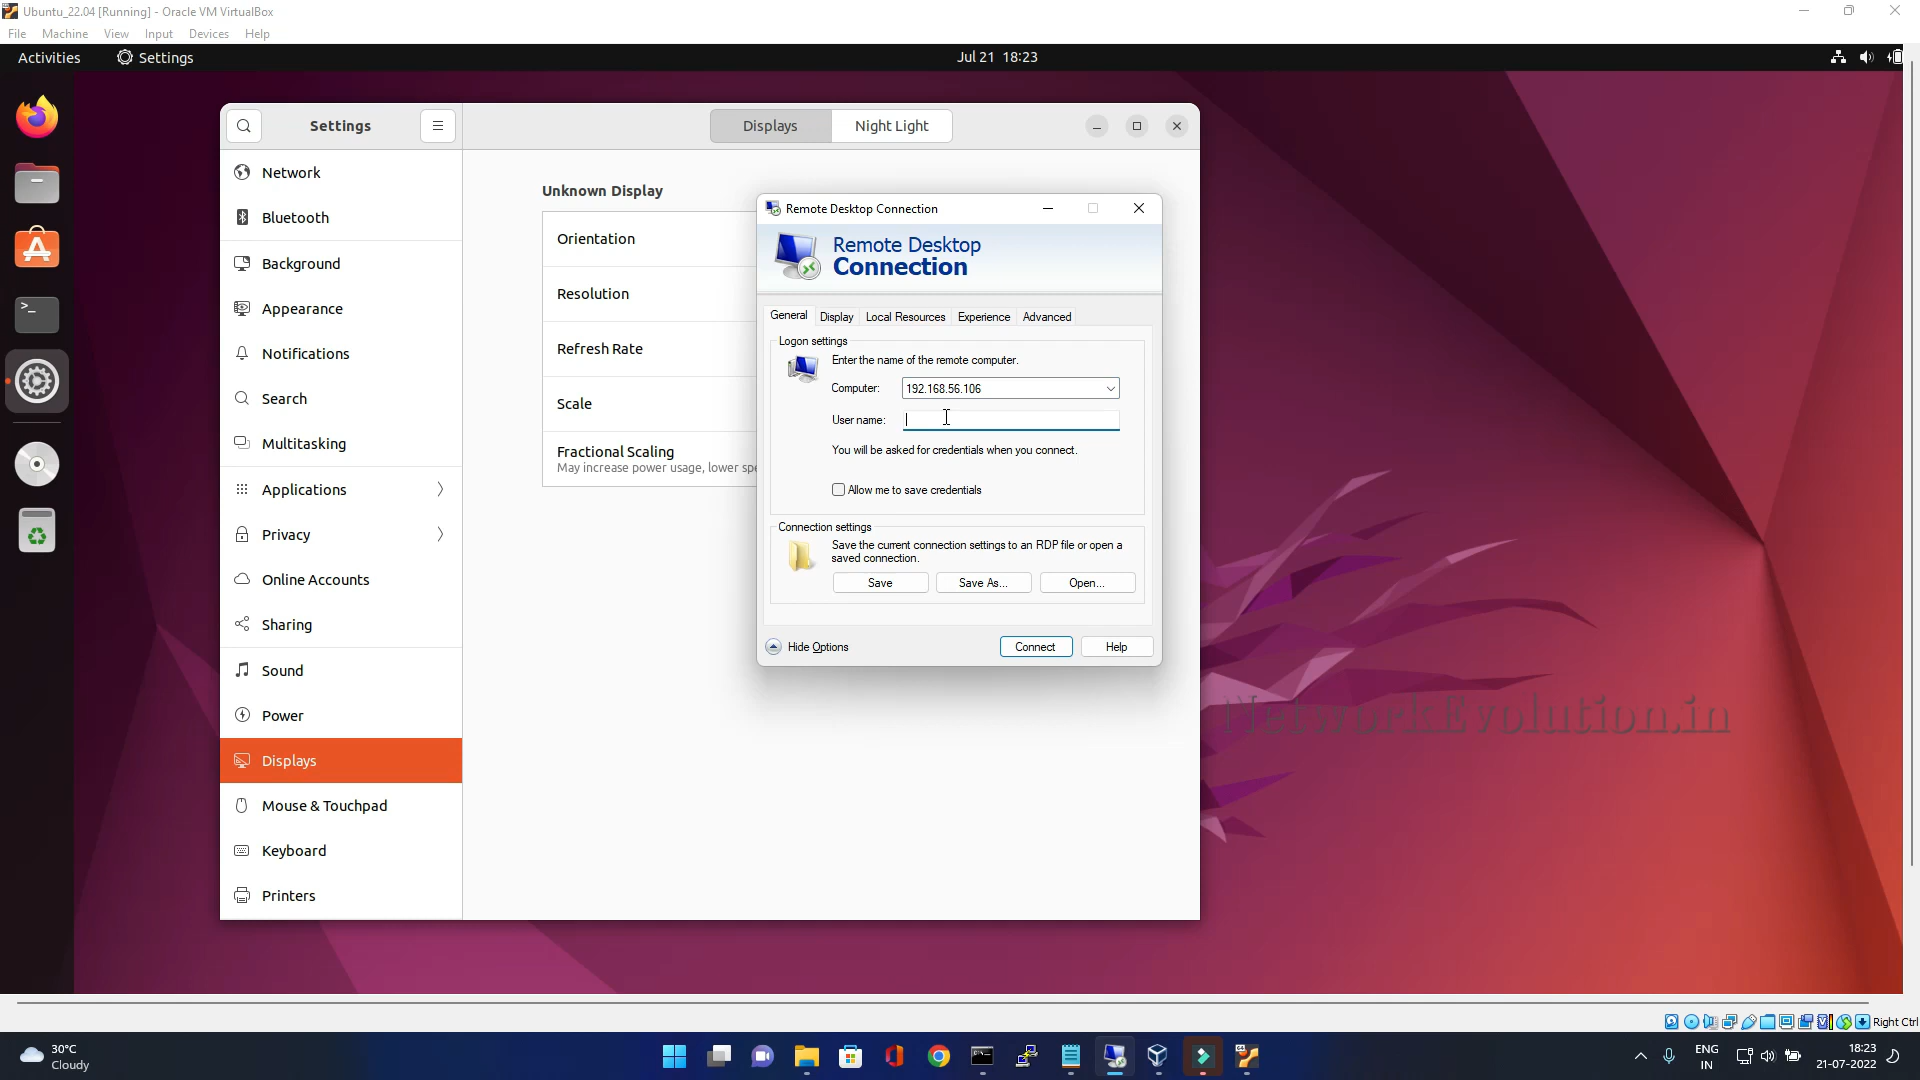 Ubuntu_22.04 [Running] - Oracle VM VirtualBox
File Machine View Input Devices Help
Activities Settings Jul 21 18:23
Settings Displays Night Light
Network
Bluetooth
Background
Appearance
Notifications
Search
Multitasking
Applications
Privacy
Online Accounts
Sharing
Sound
Power
Displays
Mouse & Touchpad
Keyboard
Printers
Unknown Display
Orientation
Resolution
Refresh Rate
Scale
Fractional Scaling
May increase power usage, lower spe
Remote Desktop Connection
Remote Desktop
Connection
General Display Local Resources Experience Advanced
Logon settings
Enter the name of the remote computer.
Computer: 192.168.56.106
User name:
You will be asked for credentials when you connect.
Allow me to save credentials
Connection settings
Save the current connection settings to an RDP file or open a
saved connection.
Save Save As... Open...
Hide Options Connect Help
NetworkEvolution.in
Right Ctrl
30°C
Cloudy
ENG
IN
18:23
21-07-2022